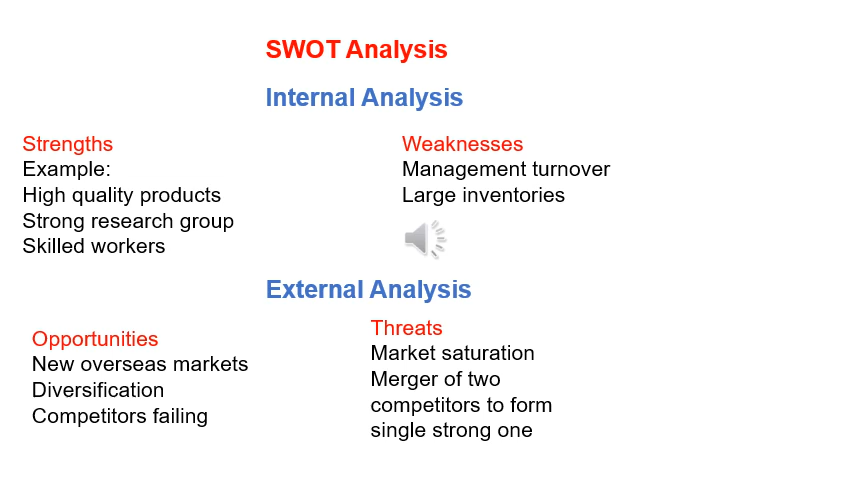 SWOT Analysis
Internal Analysis
Strengths
Example:
High quality products
Strong research group
Skilled workers
Weaknesses
Management turnover
Large inventories
External Analysis
Opportunities
New overseas markets
Diversification
Competitors failing
Threats
Market saturation
Merger of two
competitors to form
single strong one